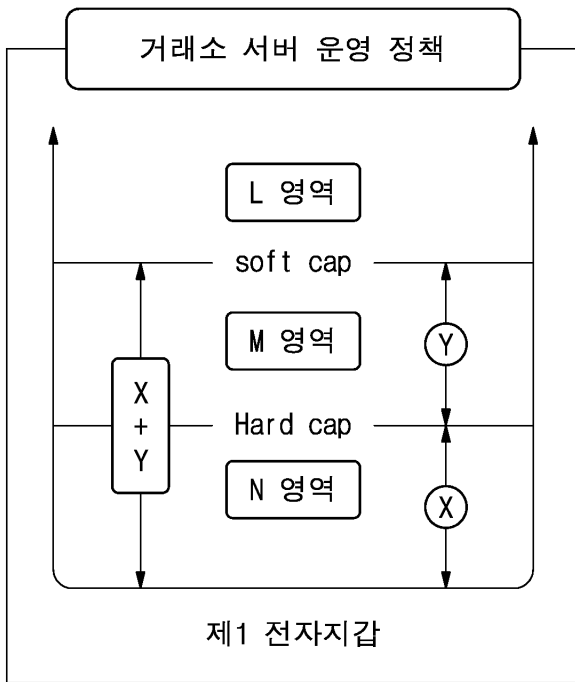 거래소 서버 운영 정책
L 영역
soft cap
M 영역
Y
X
+
Y
Hard cap
N 영역
X
제1 전자지갑